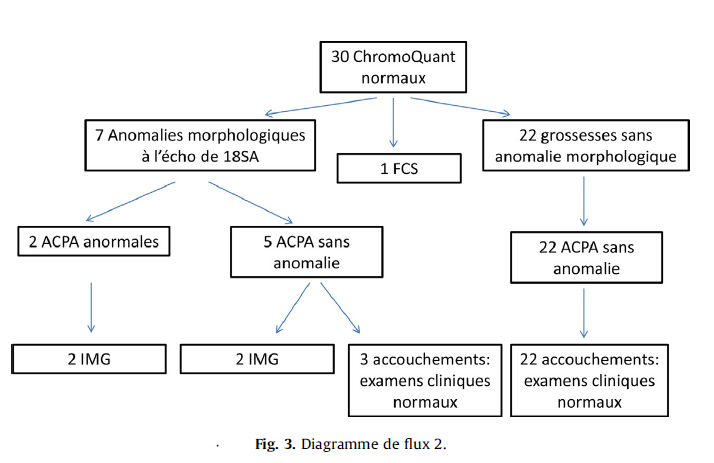 30 ChromoQuant
normaux
7 Anomalies morphologiques
à l'écho de 18SA
1 FCS
22 grossesses sans
anomalie morphologique
2 ACPA anormales
5 ACPA sans
anomalie
22 ACPA sans
anomalie
2 IMG
2 IMG
3 accouchements:
examens cliniques
normaux
22 accouchements:
examens cliniques
normaux
Fig. 3. Diagramme de flux 2.